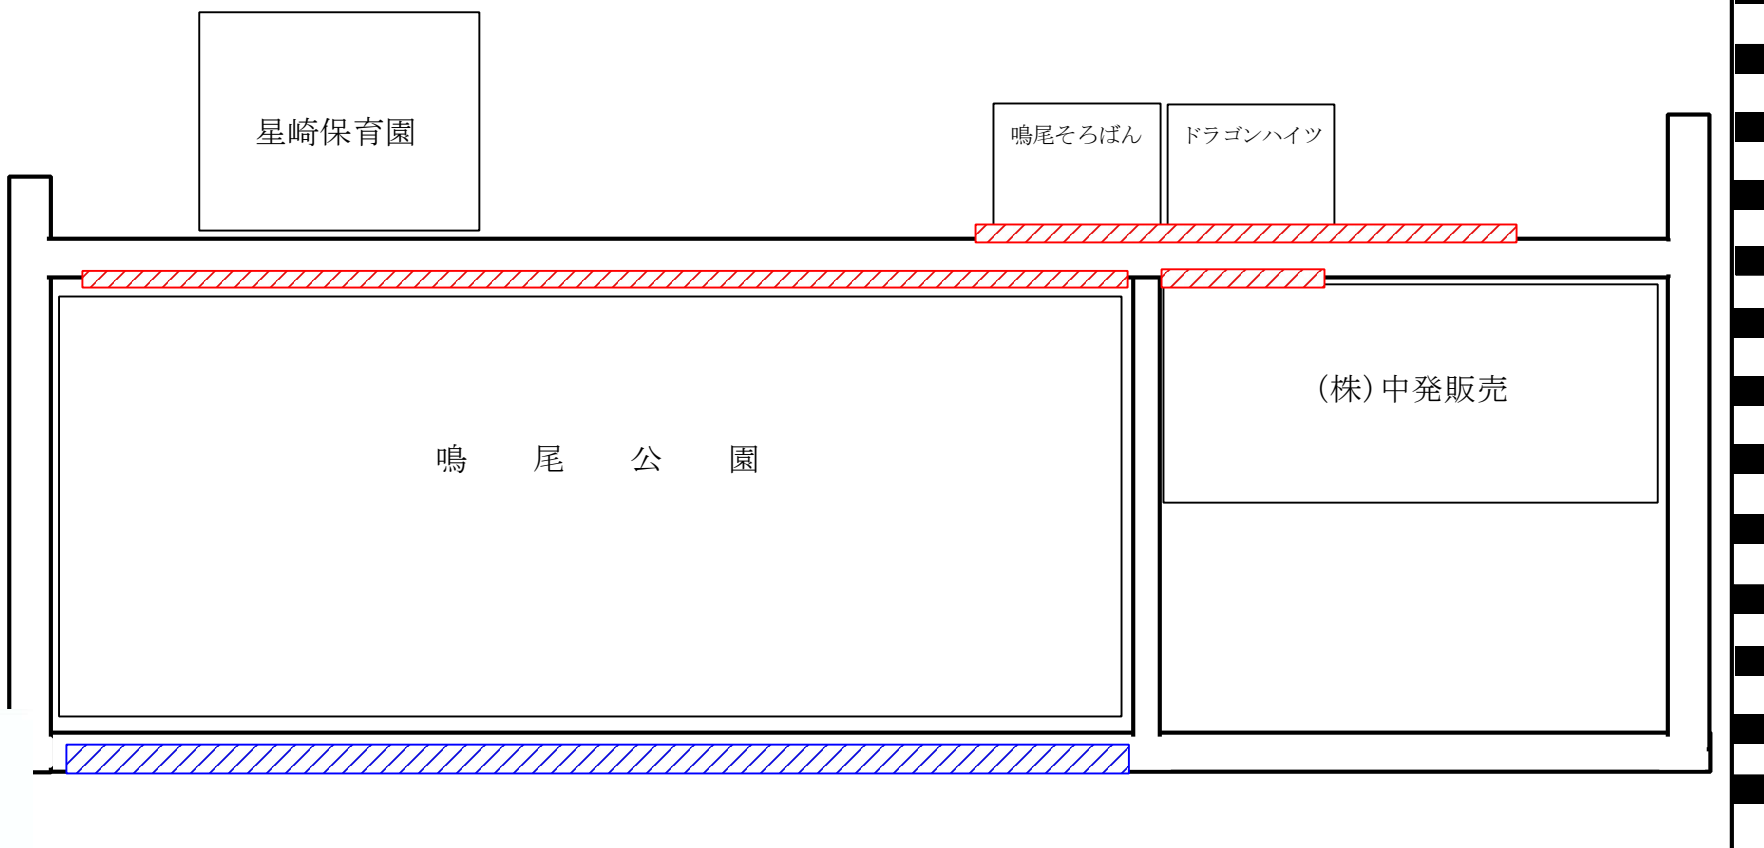 星崎保育園
鳴尾そろばん
ドラゴンハイツ
(株)中発販売
鳴尾公園